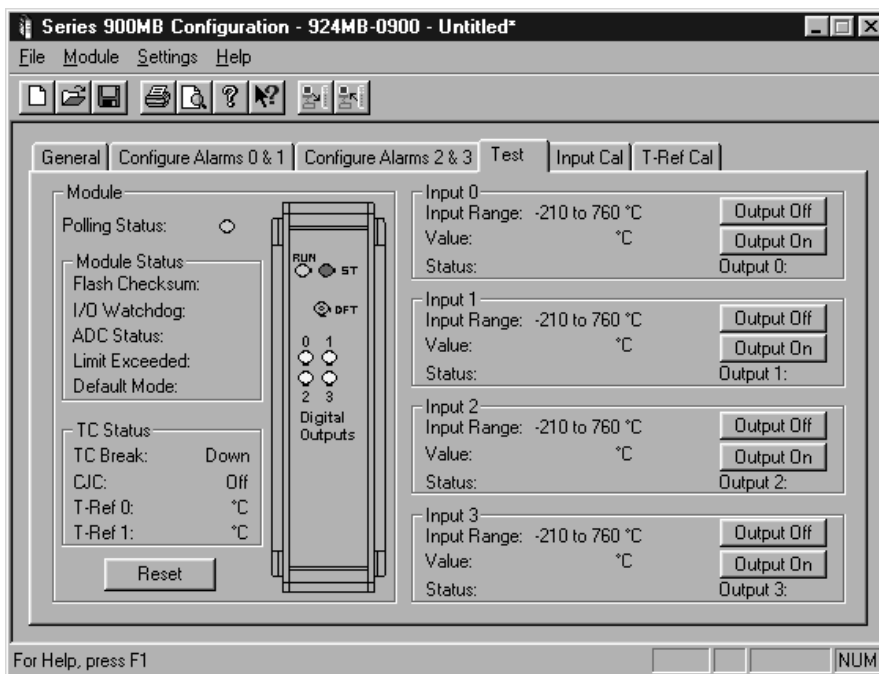 Series 900MB Configuration - 924MB-0900 - Untitled*
File Module Settings Help
General Configure Alarms 0 & 1 Configure Alarms 2 & 3 Test Input Cal T-Ref Cal
Module
Polling Status:
Module Status
Flash Checksum:
I/O Watchdog:
ADC Status:
Limit Exceeded:
Default Mode:
TC Status
TC Break: Down
CJC: Off
T-Ref 0: °C
T-Ref 1: °C
Reset
RUN
ST
DFT
0 1
2 3
Digital
Outputs
Input 0
Input Range: -210 to 760 °C Output Off
Value: °C Output On
Status: Output 0:
Input 1
Input Range: -210 to 760 °C Output Off
Value: °C Output On
Status: Output 1:
Input 2
Input Range: -210 to 760 °C Output Off
Value: °C Output On
Status: Output 2:
Input 3
Input Range: -210 to 760 °C Output Off
Value: °C Output On
Status: Output 3:
For Help, press F1 NUM